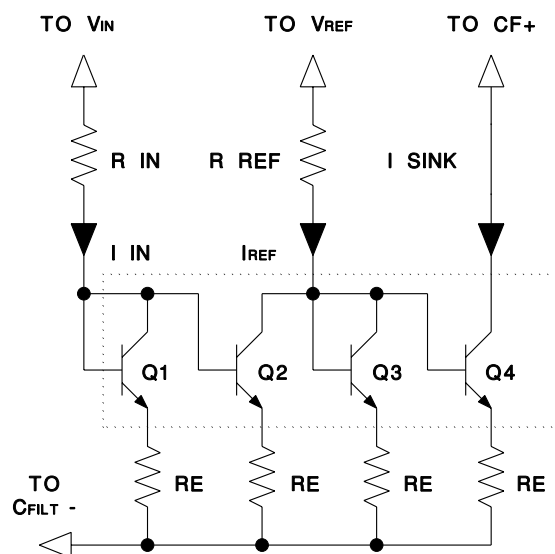 TO VIN TO VREF TO CF+
R IN R REF I SINK
I IN IREF
Q1 Q2 Q3 Q4
RE RE RE RE
TO
CFILT -